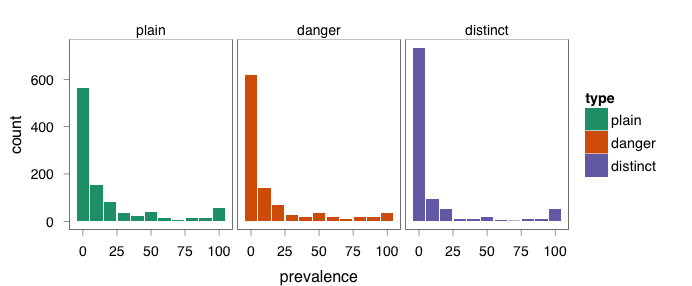 plain danger distinct
600
400
200
0
count
0 25 50 75 100 0 25 50 75 100 0 25 50 75 100
prevalence
type
plain
danger
distinct